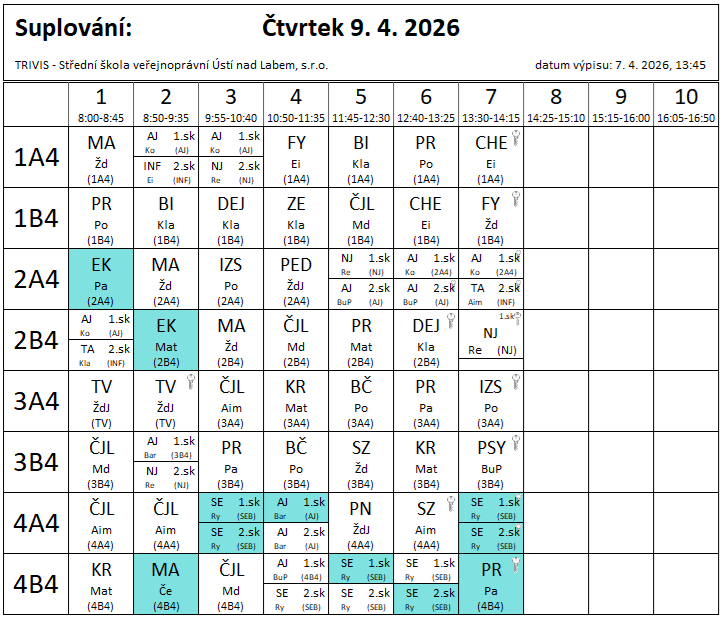 Suplování: Čtvrtek 9. 4. 2026
TRIVIS - Střední škola veřejnoprávní Ústí nad Labem, s.r.o. datum výpisu: 7. 4. 2026, 13:45
1 2 3 4 5 6 7 8 9 10
8:00-8:45 8:50-9:35 9:55-10:40 10:50-11:35 11:45-12:30 12:40-13:25 13:30-14:15 14:25-15:10 15:15-16:00 16:05-16:50
1A4
MA
Žd
(1A4)
AJ 1.sk
Ko (AJ)
INF 2.sk
Ei (INF)
AJ 1.sk
Ko (AJ)
NJ 2.sk
Re (NJ)
FY
Ei
(1A4)
BI
Kla
(1A4)
PR
Po
(1A4)
CHE
Ei
(1A4)
1B4
PR
Po
(1B4)
BI
Kla
(1B4)
DEJ
Kla
(1B4)
ZE
Kla
(1B4)
ČJL
Md
(1B4)
CHE
Ei
(1B4)
FY
Žd
(1B4)
2A4
EK
Pa
(2A4)
MA
Žd
(2A4)
IZS
Po
(2A4)
PED
ŽdJ
(2A4)
NJ 1.sk
Re (NJ)
AJ 2.sk
BuP (AJ)
AJ 1.sk
Ko (2A4)
AJ 2.sk
BuP (AJ)
AJ 1.sk
Ko (2A4)
TA 2.sk
Aim (INF)
2B4
AJ 1.sk
Ko (AJ)
TA 2.sk
Kla (INF)
EK
Mat
(2B4)
MA
Žd
(2B4)
ČJL
Md
(2B4)
PR
Mat
(2B4)
DEJ
Kla
(2B4)
1.sk
NJ
Re (NJ)
3A4
TV
ŽdJ
(TV)
TV
ŽdJ
(TV)
ČJL
Aim
(3A4)
KR
Mat
(3A4)
BČ
Po
(3A4)
PR
Pa
(3A4)
IZS
Po
(3A4)
3B4
ČJL
Md
(3B4)
AJ 1.sk
Bar (3B4)
NJ 2.sk
Re (NJ)
PR
Pa
(3B4)
BČ
Po
(3B4)
SZ
Žd
(3B4)
KR
Mat
(3B4)
PSY
BuP
(3B4)
4A4
ČJL
Aim
(4A4)
ČJL
Aim
(4A4)
SE 1.sk
Ry (SEB)
SE 2.sk
Ry (SEB)
AJ 1.sk
Bar (AJ)
AJ 2.sk
Bar (AJ)
PN
ŽdJ
(4A4)
SZ
Aim
(4A4)
SE 1.sk
Ry (SEB)
SE 2.sk
Ry (SEB)
4B4
KR
Mat
(4B4)
MA
Če
(4B4)
ČJL
Md
(4B4)
AJ 1.sk
BuP (4B4)
SE 2.sk
Ry (SEB)
SE 1.sk
Ry (SEB)
SE 2.sk
Ry (SEB)
SE 1.sk
Ry (SEB)
SE 2.sk
Ry (SEB)
PR
Pa
(4B4)